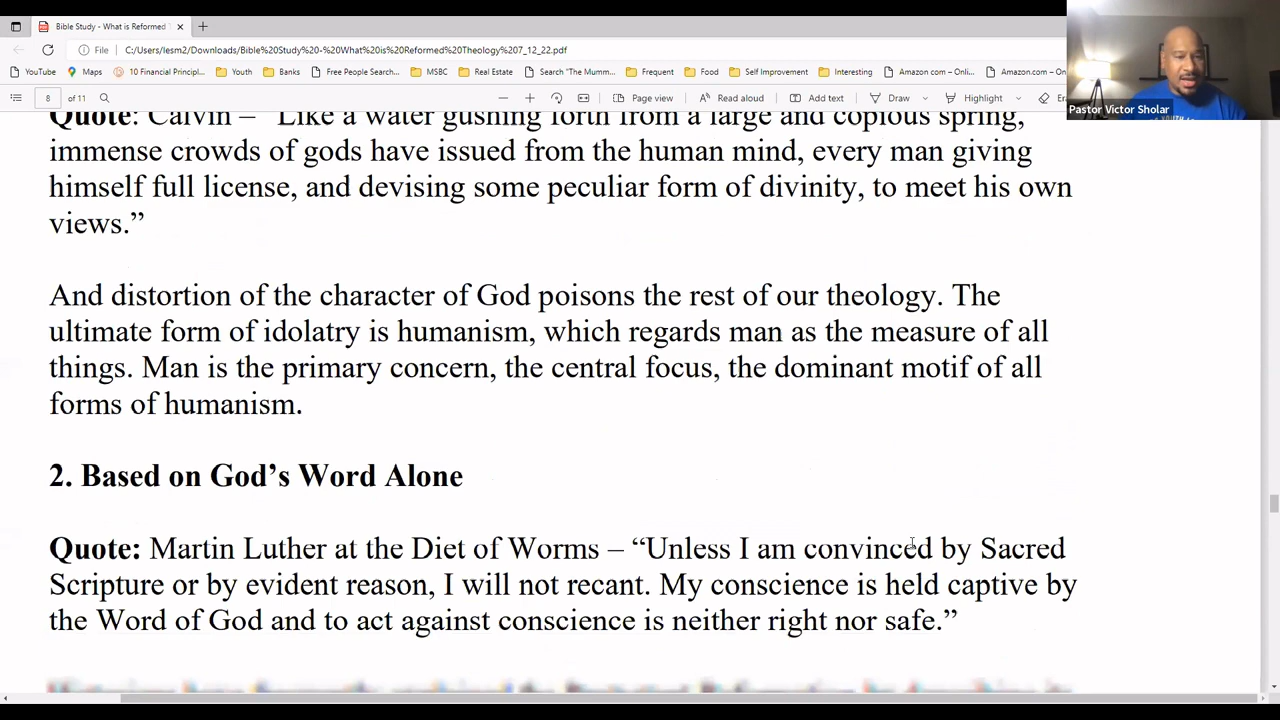 Bible Study - What is Reformed
File
C:/Users/lesm2/Downloads/Bible%20Study%20-%20What%20is%20Reformed%20Theology%207_12_22.pdf
YouTube Maps 10 Financial Principl... Youth Banks Free People Search... MSBC Real Estate Search "The Mumm... Frequent Food Self Improvement Interesting Amazon.com – Onli... Amazon.com – On
8 of 11 Page view Read aloud Add text Draw Highlight
Pastor Victor Sholar
Quote: Calvin – “Like a water gushing forth from a large and copious spring,
immense crowds of gods have issued from the human mind, every man giving
himself full license, and devising some peculiar form of divinity, to meet his own
views.”
And distortion of the character of God poisons the rest of our theology. The
ultimate form of idolatry is humanism, which regards man as the measure of all
things. Man is the primary concern, the central focus, the dominant motif of all
forms of humanism.
2. Based on God’s Word Alone
Quote: Martin Luther at the Diet of Worms – “Unless I am convinced by Sacred
Scripture or by evident reason, I will not recant. My conscience is held captive by
the Word of God and to act against conscience is neither right nor safe.”